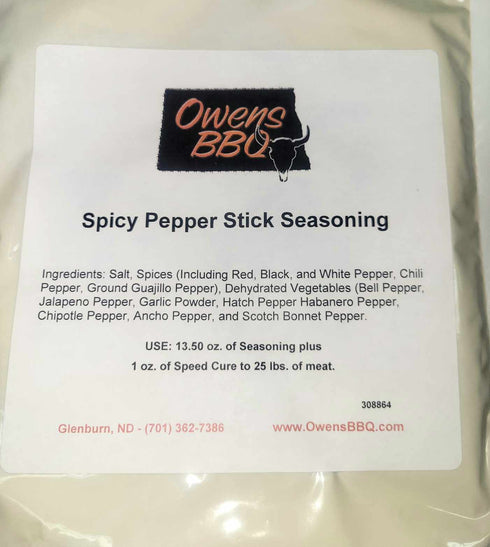 Owens
BBQ
Spicy Pepper Stick Seasoning
Ingredients: Salt, Spices (Including Red, Black, and White Pepper, Chili
Pepper, Ground Guajillo Pepper), Dehydrated Vegetables (Bell Pepper,
Jalapeno Pepper, Garlic Powder, Hatch Pepper Habanero Pepper,
Chipotle Pepper, Ancho Pepper, and Scotch Bonnet Pepper.
USE: 13.50 oz. of Seasoning plus
1 oz. of Speed Cure to 25 lbs. of meat.
308864
Glenburn, ND - (701) 362-7386 www.OwensBBQ.com